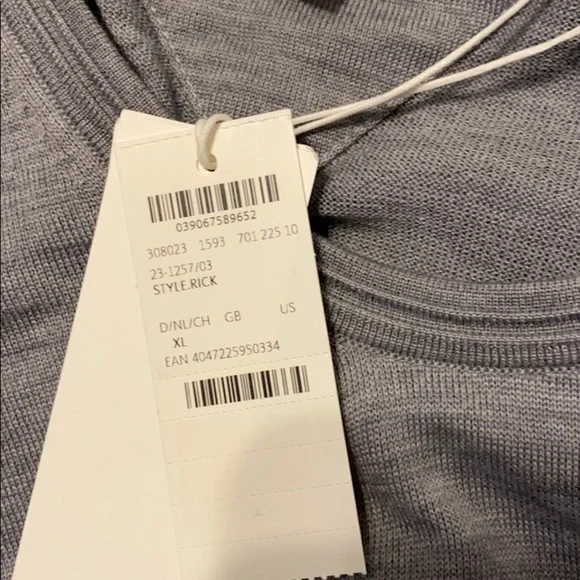 039067589652
308023 1593 701 225 10
23-1257/03
STYLE.RICK
D/NL/CH GB US
XL
EAN 4047225950334